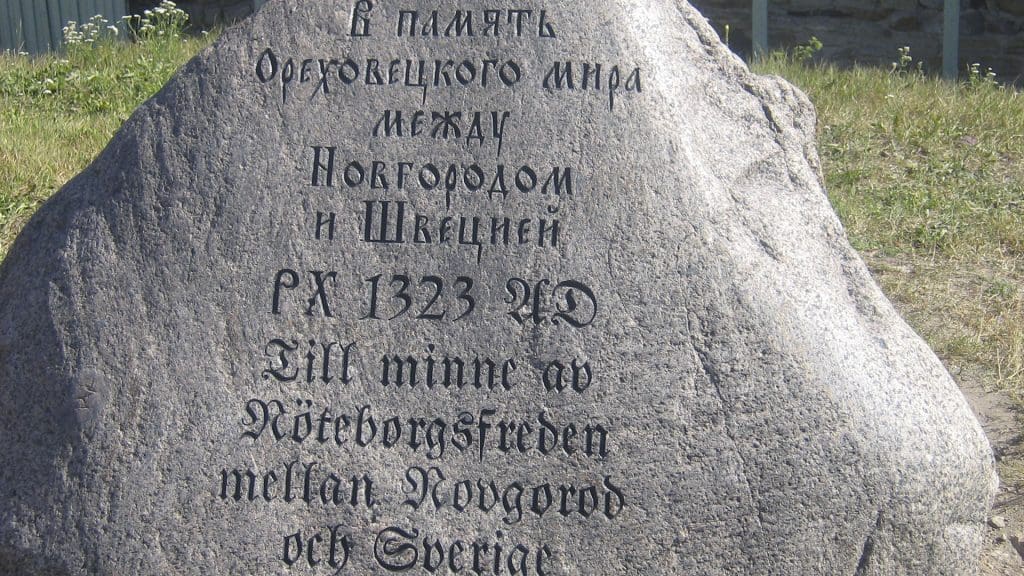 В память
Ореховецкого мира
между
Новгородом
и Швецией
РХ 1323 AD
Till minne av
Nöteborgsfreden
mellan Novgorod
och Sverige